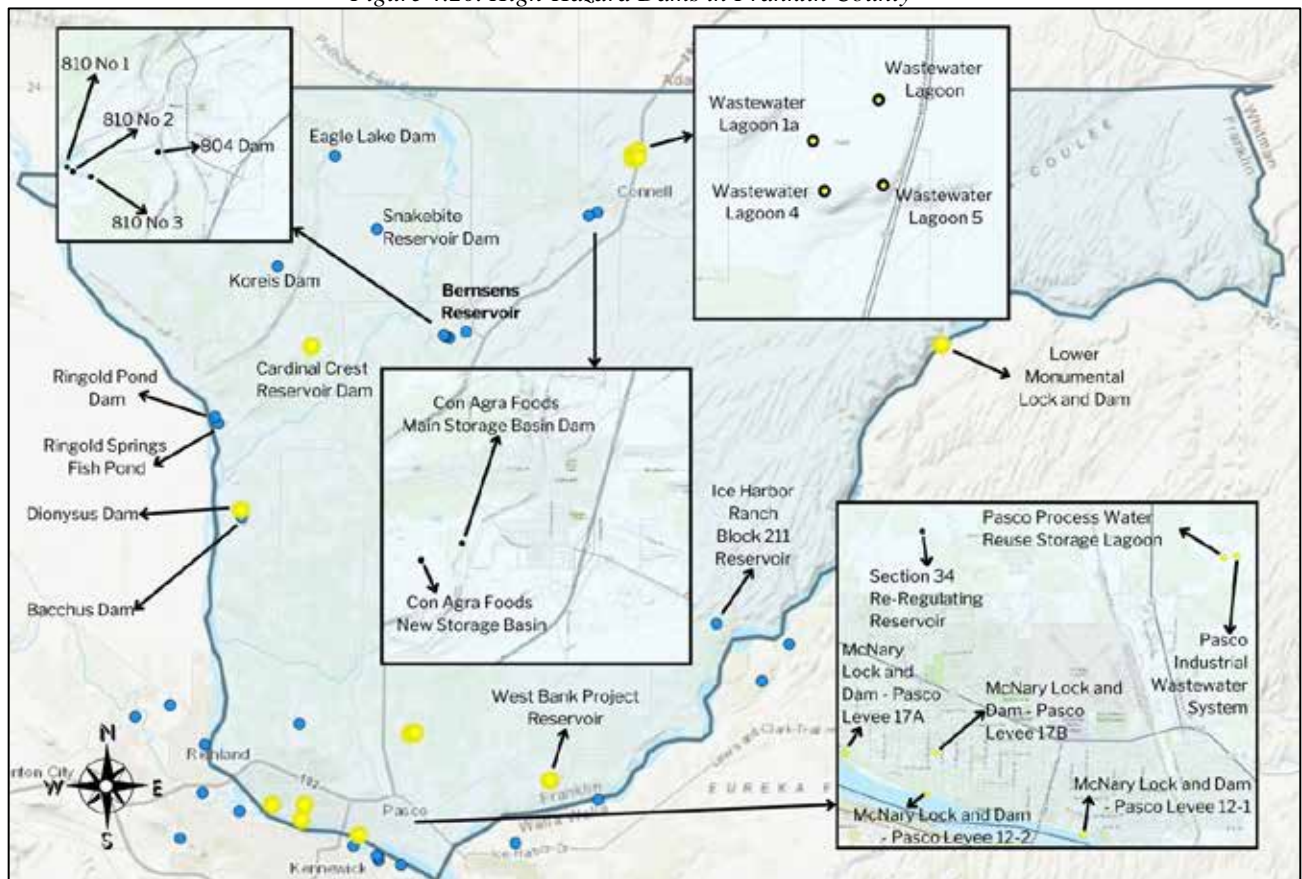 Figure 4.20: High Hazard Dams in Franklin County
810 No 1
810 No 2
804 Dam
810 No 3
24
Eagle Lake Dam
Snakebite
Reservoir Dam
Koreis Dam
Bernsens
Reservoir
Cardinal Crest
Reservoir Dam
Connell
Wastewater
Lagoon
Wastewater
Lagoon 1a
Wastewater
Lagoon 4
Wastewater
Lagoon 5
COULEE
Whitman
Franklin
Lower
Monumental
Lock and Dam
Ringold Pond
Dam
Ringold Springs
Fish Pond
Dionysus Dam
Bacchus Dam
Con Agra Foods
Main Storage Basin Dam
Con Agra Foods
New Storage Basin
Ice Harbor
Ranch
Block 211
Reservoir
West Bank Project
Reservoir
Pasco Process Water
Reuse Storage Lagoon
Section 34
Re-Regulating
Reservoir
Pasco
Industrial
Wastewater
System
McNary
Lock and
Dam - Pasco
Levee 17A
McNary Lock and
Dam - Pasco
Levee 17B
McNary Lock and Dam
- Pasco Levee 12-1
McNary Lock and Dam
- Pasco Levee 12-2
N
W E
S
Richland
182
Pasco
Kennewick
Franklin
Walla Walla
EUREKA F